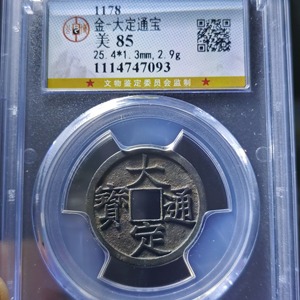 1178
金-大定通宝
美 85
25.4*1.3mm,2.9g
1114747093
★ 文物鉴定委员会监制 ★
大
寶 通
定